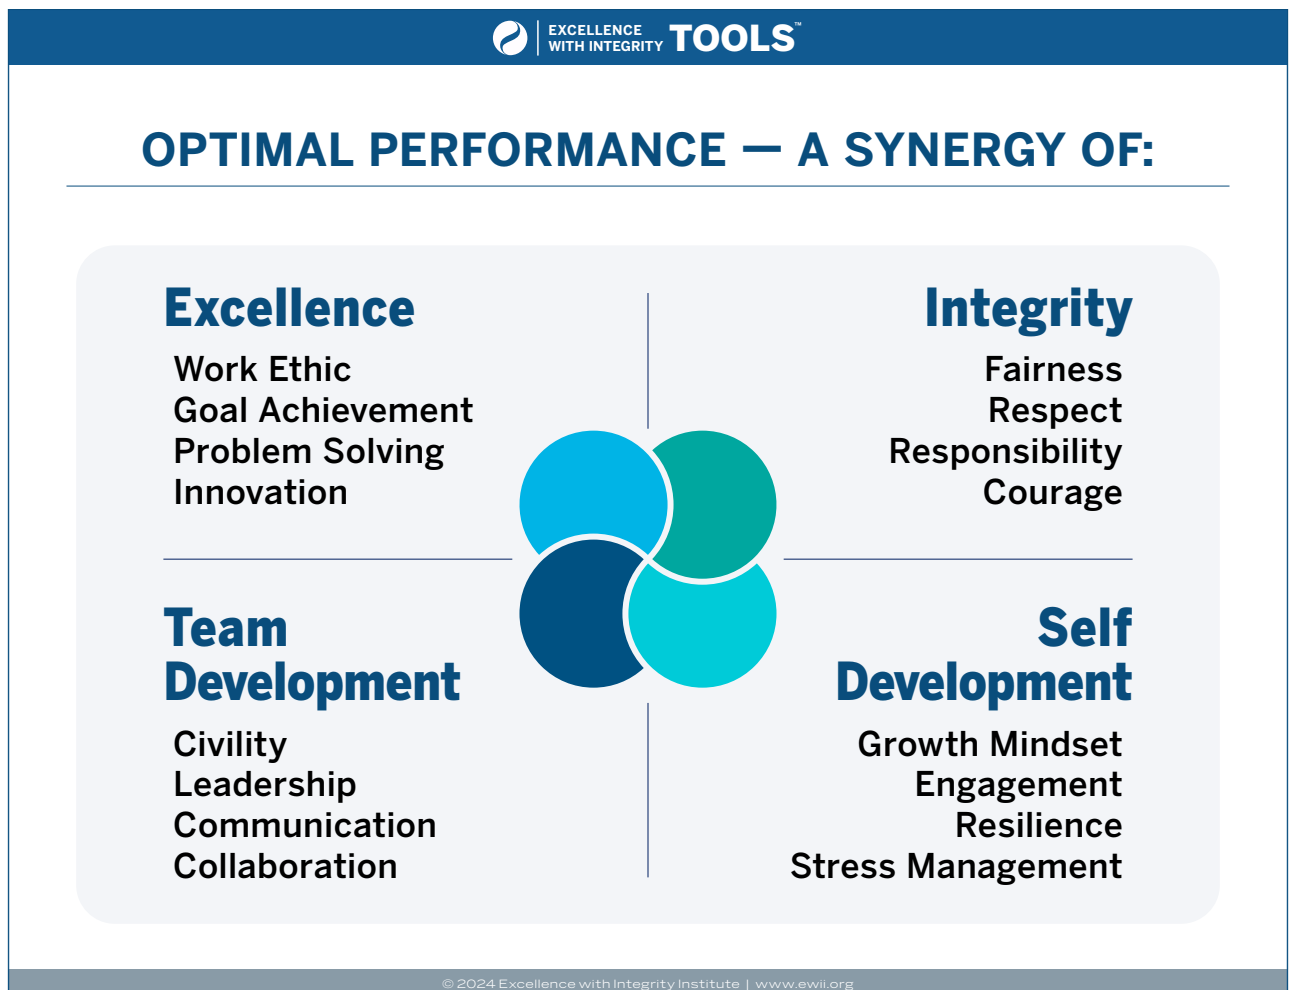 EXCELLENCE
WITH INTEGRITY TOOLS™
OPTIMAL PERFORMANCE — A SYNERGY OF:
Excellence
Work Ethic
Goal Achievement
Problem Solving
Innovation
Integrity
Fairness
Respect
Responsibility
Courage
Team
Development
Civility
Leadership
Communication
Collaboration
Self
Development
Growth Mindset
Engagement
Resilience
Stress Management
© 2024 Excellence with Integrity Institute | www.ewii.org